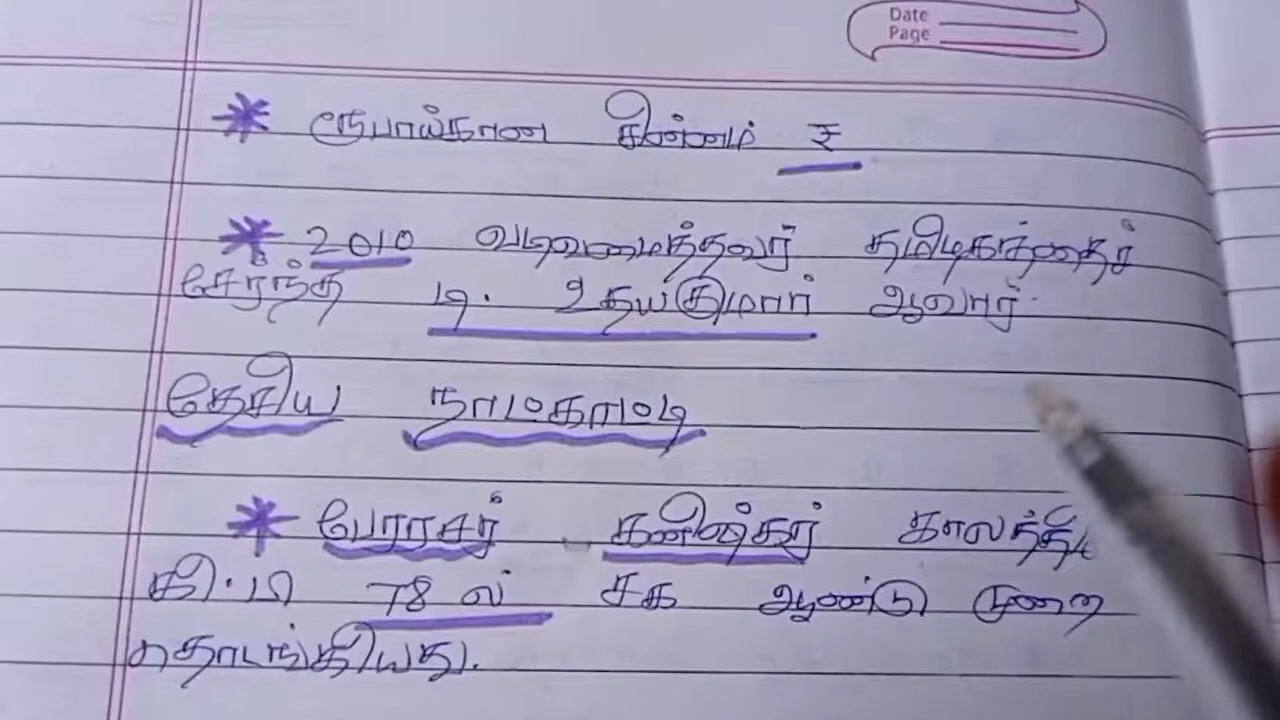 Date
Page
* ரூபாய்கான சின்னம் ₹
* 2010 வடிவமைத்தவர் தமிழகத்தைச்
சேர்ந்த டி. உதயகுமார் ஆவார்.
தேசிய நாட்காட்டி
* பேரரசர் கனிஷ்கர் காலத்தில்
கி.பி 78 ல் சக ஆண்டு முறை
தொடங்கியது.